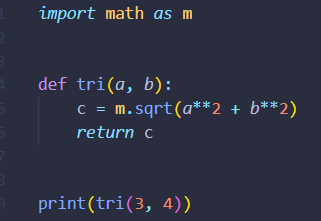 import math as m
def tri(a, b):
    c = m.sqrt(a**2 + b**2)
    return c
print(tri(3, 4))